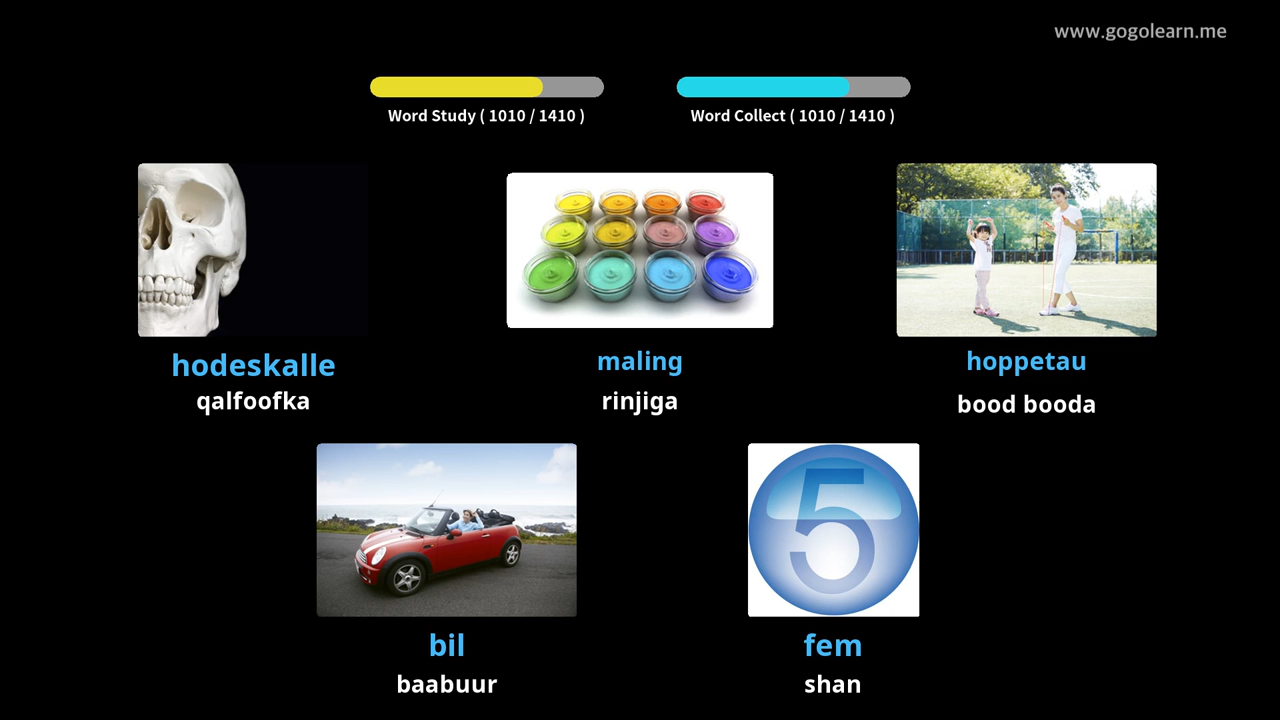 www.gogolearn.me
Word Study ( 1010 / 1410 )
Word Collect ( 1010 / 1410 )
hodeskalle
qalfoofka
maling
rinjiga
hoppetau
bood booda
5
bil
baabuur
fem
shan